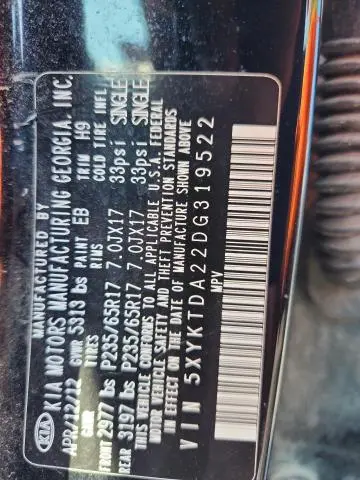 KIA
KIA MOTORS MANUFACTURING GEORGIA. INC.
APR/12/12 GVWR 5313 lbs PAINT EB TRIM H9
GAWR TIRES RIMS COLD TIRE INFL
FRONT 2977 lbs P235/65R17 7.0JX17 33psi SINGLE
REAR 3197 lbs P235/65R17 7.0JX17 33psi SINGLE
THIS VEHICLE CONFORMS TO ALL APPLICABLE U.S.A. FEDERAL
MOTOR VEHICLE SAFETY, BUMPER AND THEFT PREVENTION STANDARDS
IN EFFECT ON THE DATE OF MANUFACTURE SHOWN ABOVE.
VIN 5XYKTDA22DG319522
MPV